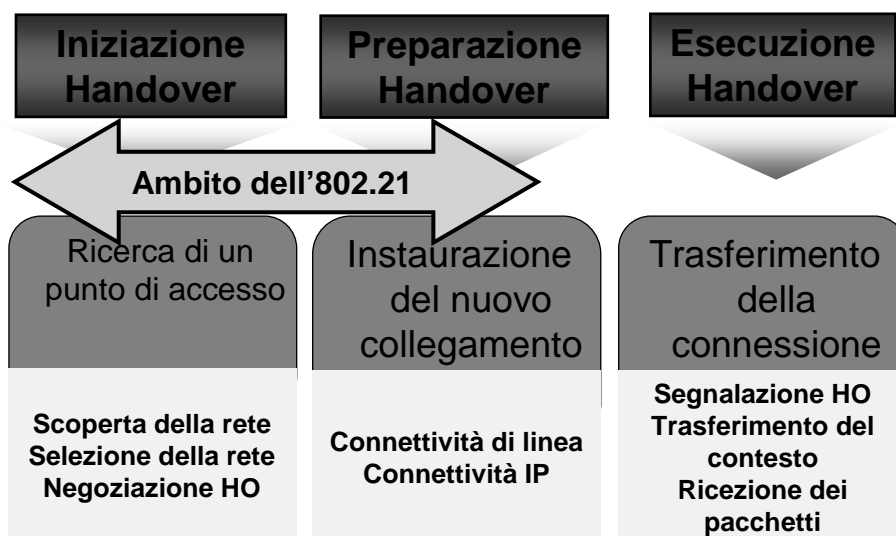 Iniziazione
Handover
Preparazione
Handover
Esecuzione
Handover
Ambito dell'802.21
Ricerca di un
punto di accesso
Instaurazione
del nuovo
collegamento
Trasferimento
della
connessione
Scoperta della rete
Selezione della rete
Negoziazione HO
Connettività di linea
Connettività IP
Segnalazione HO
Trasferimento del
contesto
Ricezione dei
pacchetti